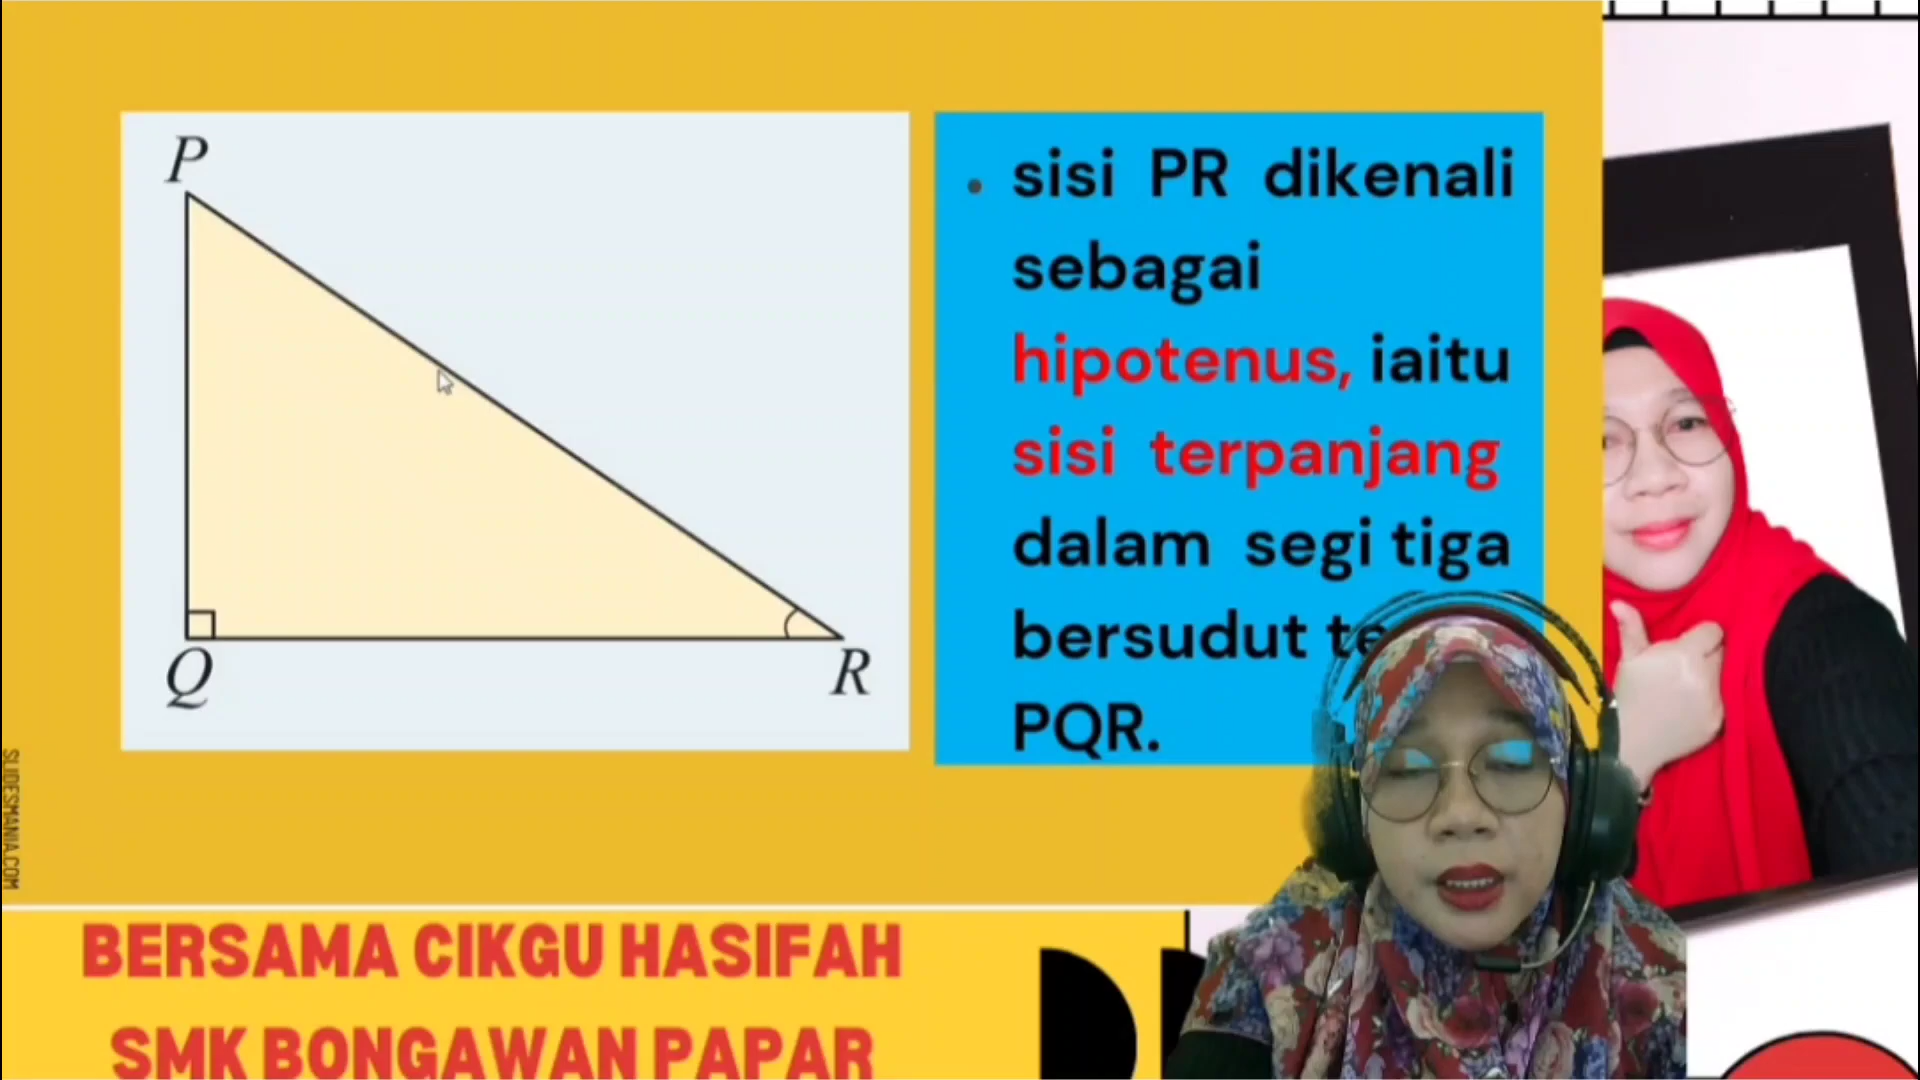 P
Q
R
• sisi PR dikenali
sebagai
hipotenus, iaitu
sisi terpanjang
dalam segi tiga
bersudut
PQR.
SLIDESMANIA.COM
BERSAMA CIKGU HASIFAH
SMK BONGAWAN PAPAR